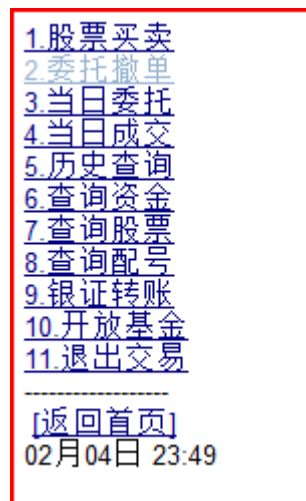 1.股票买卖
2.委托撤单
3.当日委托
4.当日成交
5.历史查询
6.查询资金
7.查询股票
8.查询配号
9.银证转账
10.开放基金
11.退出交易
------------------
[返回首页]
02月04日 23:49